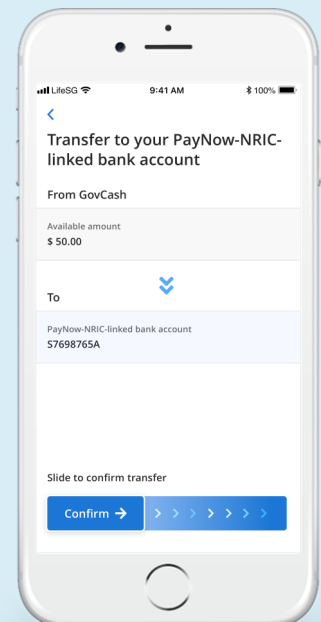 LifeSG 9:41 AM 100%
Transfer to your PayNow-NRIC-
linked bank account
From GovCash
Available amount
$ 50.00
To
PayNow-NRIC-linked bank account
S7698765A
Slide to confirm transfer
Confirm